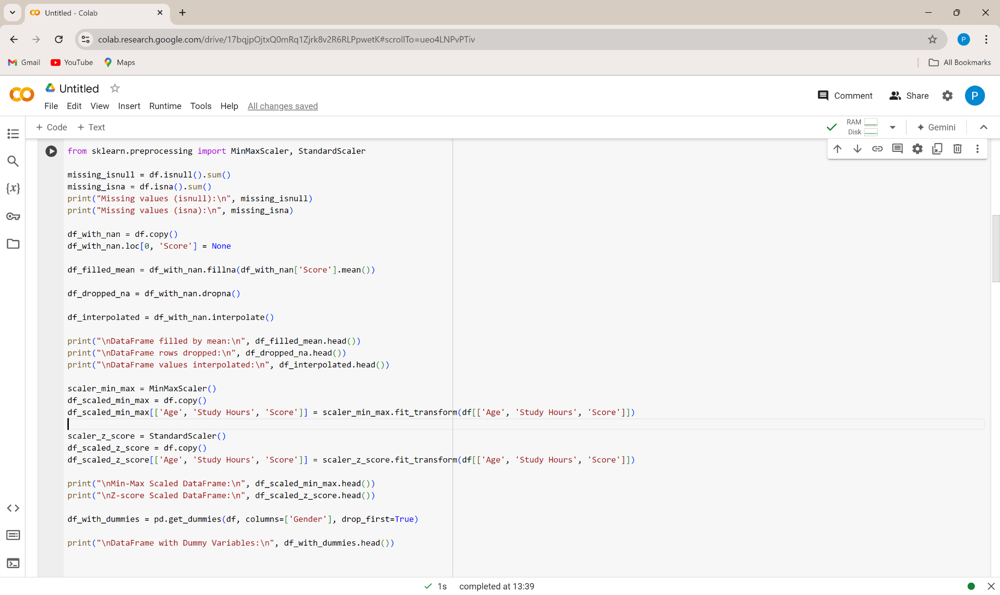 Untitled - Colab
colab.research.google.com/drive/17bqjpOjtxQ0mRq1Zjrk8v2R6RLPpwetK#scrollTo=ueo4LNPvPTiv
P
Gmail YouTube Maps All Bookmarks
Untitled
File Edit View Insert Runtime Tools Help All changes saved
Comment Share P
+ Code + Text
RAM
Disk
Gemini
from sklearn.preprocessing import MinMaxScaler, StandardScaler
missing_isnull = df.isnull().sum()
missing_isna = df.isna().sum()
print("Missing values (isnull):\n", missing_isnull)
print("Missing values (isna):\n", missing_isna)
df_with_nan = df.copy()
df_with_nan.loc[0, 'Score'] = None
df_filled_mean = df_with_nan.fillna(df_with_nan['Score'].mean())
df_dropped_na = df_with_nan.dropna()
df_interpolated = df_with_nan.interpolate()
print("\nDataFrame filled by mean:\n", df_filled_mean.head())
print("\nDataFrame rows dropped:\n", df_dropped_na.head())
print("\nDataFrame values interpolated:\n", df_interpolated.head())
scaler_min_max = MinMaxScaler()
df_scaled_min_max = df.copy()
df_scaled_min_max[['Age', 'Study Hours', 'Score']] = scaler_min_max.fit_transform(df[['Age', 'Study Hours', 'Score']])
scaler_z_score = StandardScaler()
df_scaled_z_score = df.copy()
df_scaled_z_score[['Age', 'Study Hours', 'Score']] = scaler_z_score.fit_transform(df[['Age', 'Study Hours', 'Score']])
print("\nMin-Max Scaled DataFrame:\n", df_scaled_min_max.head())
print("\nZ-score Scaled DataFrame:\n", df_scaled_z_score.head())
df_with_dummies = pd.get_dummies(df, columns=['Gender'], drop_first=True)
print("\nDataFrame with Dummy Variables:\n", df_with_dummies.head())
{x}
1s completed at 13:39